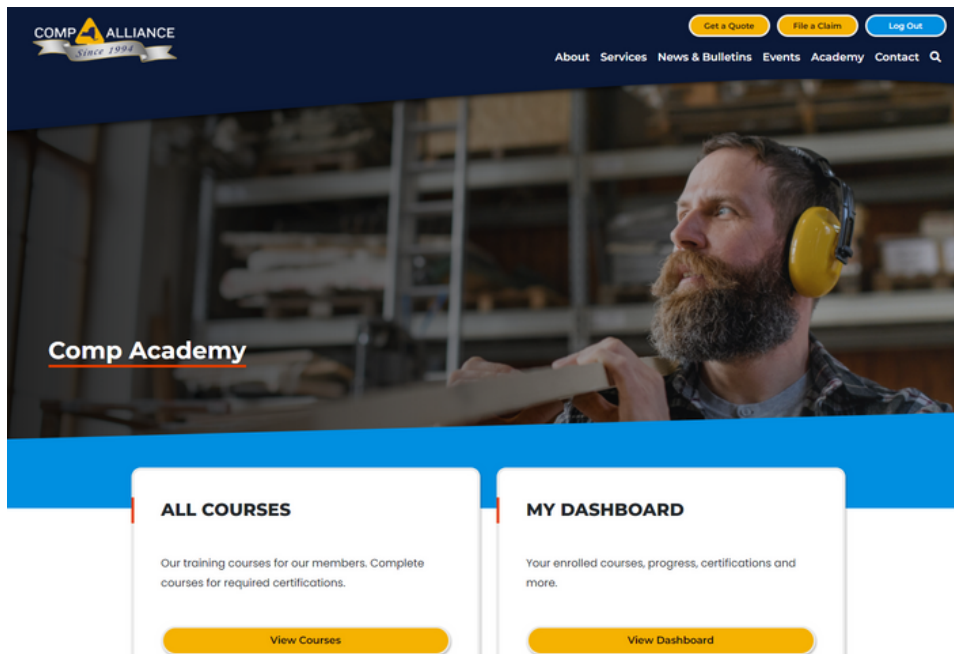 COMP ALLIANCE
Since 1994
Get a Quote
File a Claim
Log Out
About Services News & Bulletins Events Academy Contact
Comp Academy
ALL COURSES
Our training courses for our members. Complete
courses for required certifications.
View Courses
MY DASHBOARD
Your enrolled courses, progress, certifications and
more.
View Dashboard